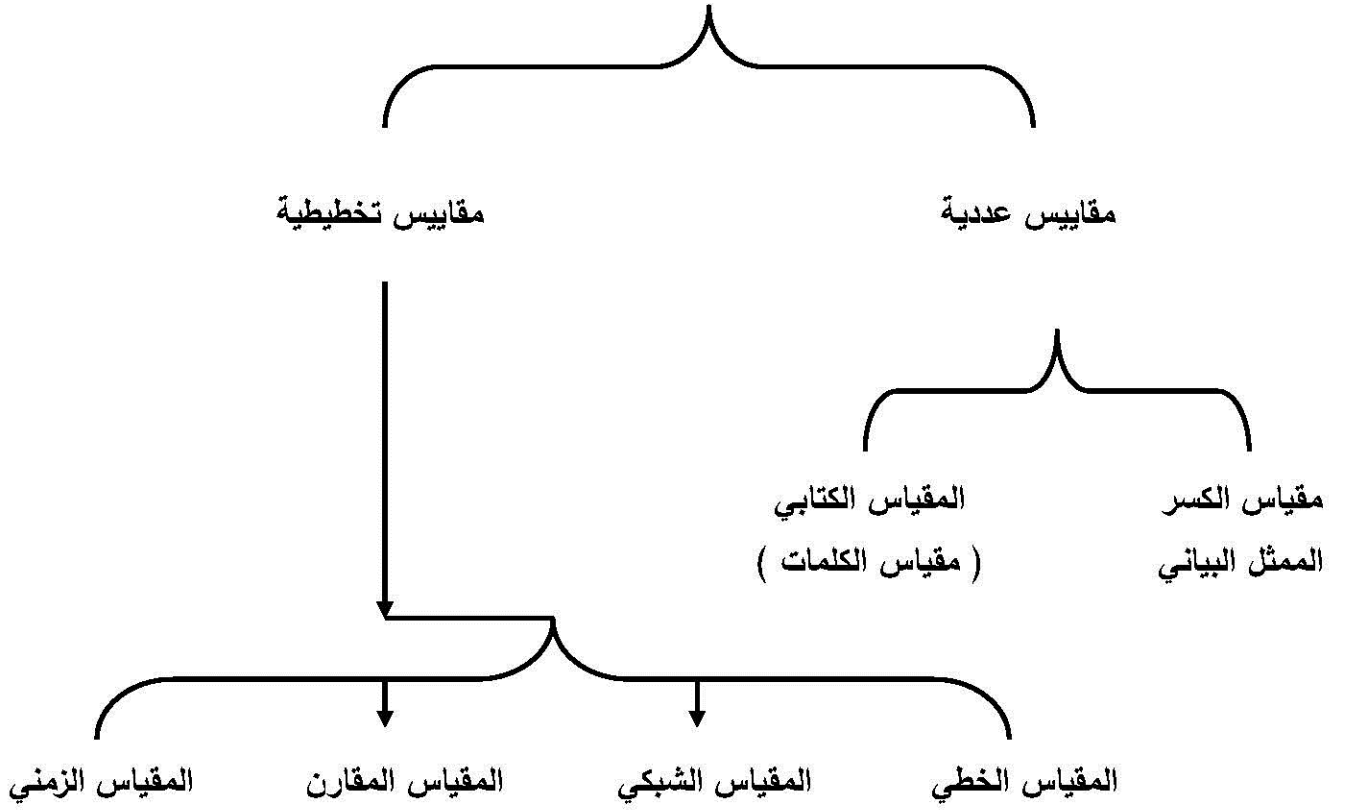 مقاييس عددية
مقاييس تخطيطية
مقياس الكسر
الممثل البياني
المقياس الكتابي
( مقياس الكلمات )
المقياس الخطي
المقياس الشبكي
المقياس المقارن
المقياس الزمني